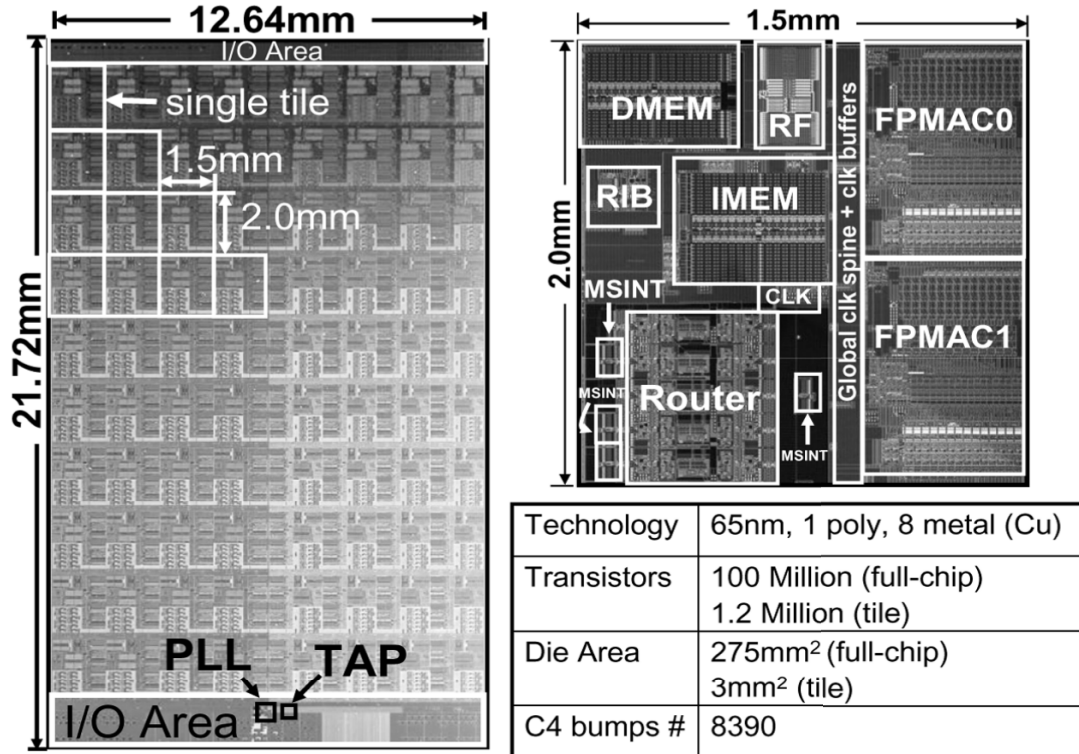 12.64mm
I/O Area
single tile
1.5mm
2.0mm
21.72mm
PLL TAP
I/O Area
1.5mm
2.0mm
DMEM
RF
FPMAC0
RIB
IMEM
MSINT
CLK
Global clk spine + clk buffers
FPMAC1
MSINT
Router
MSINT
Technology 65nm, 1 poly, 8 metal (Cu)
Transistors 100 Million (full-chip)
1.2 Million (tile)
Die Area 275mm² (full-chip)
3mm² (tile)
C4 bumps # 8390